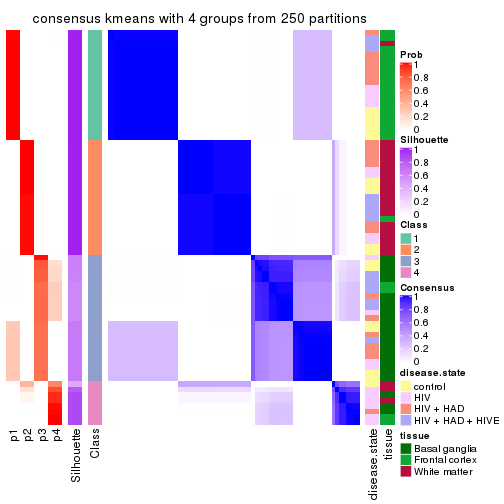 consensus kmeans with 4 groups from 250 partitions
Prob
1
0.8
0.6
0.4
0.2
0
Silhouette
1
0.8
0.6
0.4
0.2
0
Class
1
2
3
4
Consensus
1
0.8
0.6
0.4
0.2
0
disease.state
control
HIV
HIV + HAD
HIV + HAD + HIVE
tissue
Basal ganglia
Frontal cortex
White matter
p1
p2
p3
p4
Silhouette
Class
disease.state
tissue